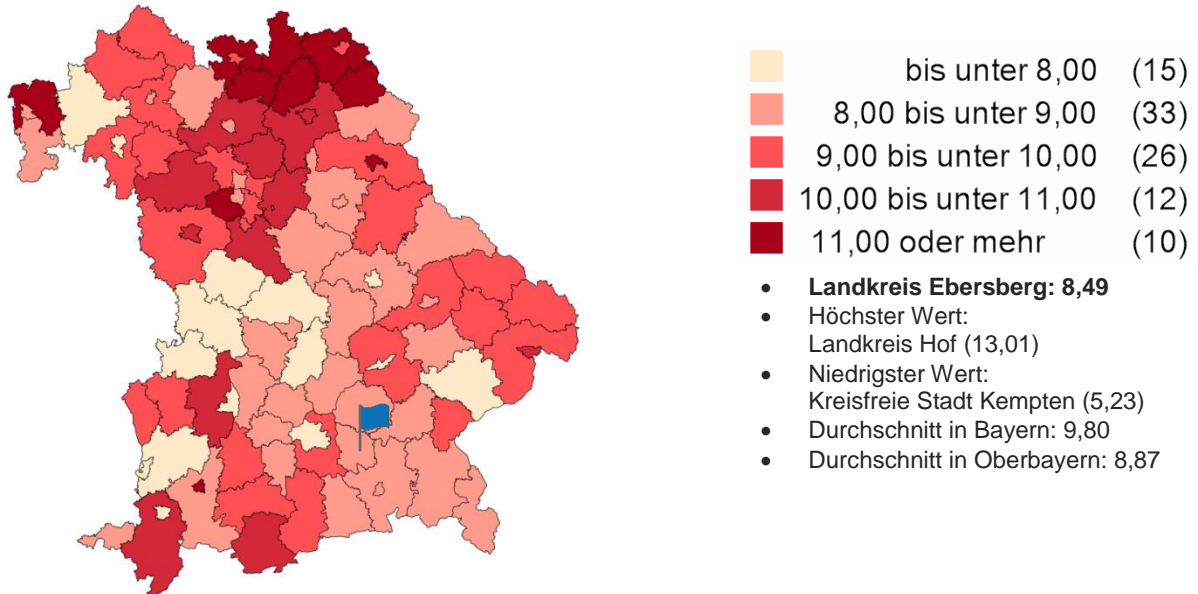 bis unter 8,00 (15)
8,00 bis unter 9,00 (33)
9,00 bis unter 10,00 (26)
10,00 bis unter 11,00 (12)
11,00 oder mehr (10)
• Landkreis Ebersberg: 8,49
• Höchster Wert:
Landkreis Hof (13,01)
• Niedrigster Wert:
Kreisfreie Stadt Kempten (5,23)
• Durchschnitt in Bayern: 9,80
• Durchschnitt in Oberbayern: 8,87